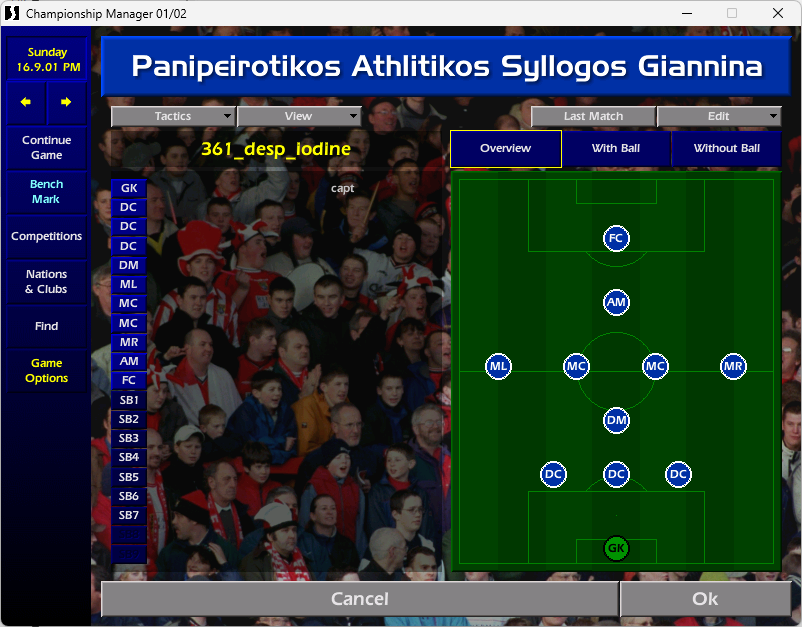 Championship Manager 01/02
Sunday
16.9.01 PM
Continue
Game
Bench
Mark
Competitions
Nations
& Clubs
Find
Game
Options
Panipeirotikos Athlitikos Syllogos Giannina
Tactics
View
Last Match
Edit
361_desp_iodine
Overview
With Ball
Without Ball
GK
capt
DC
DC
DC
DM
ML
MC
MC
MR
AM
FC
SB1
SB2
SB3
SB4
SB5
SB6
SB7
FC
AM
ML
MC
MC
MR
DM
DC
DC
DC
GK
Cancel
Ok